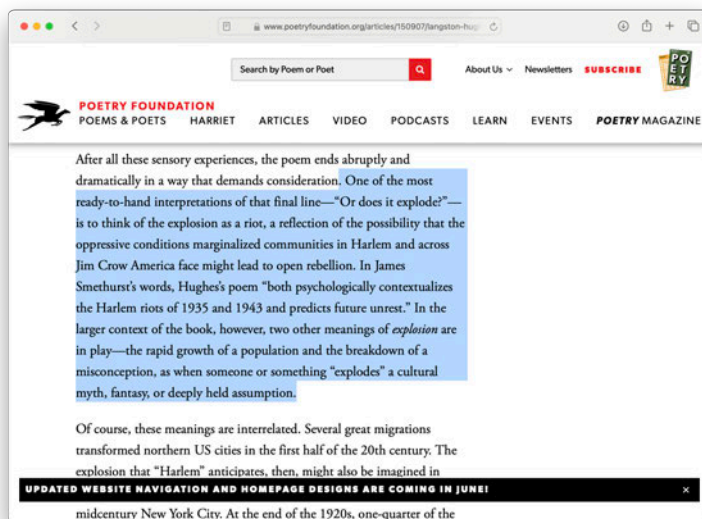 www.poetryfoundation.org/articles/150907/langston-hug
Search by Poem or Poet
About Us
Newsletters
SUBSCRIBE
PO
ET
RY
POETRY FOUNDATION
POEMS & POETS
HARRIET
ARTICLES
VIDEO
PODCASTS
LEARN
EVENTS
POETRY MAGAZINE
After all these sensory experiences, the poem ends abruptly and
dramatically in a way that demands consideration. One of the most
ready-to-hand interpretations of that final line—“Or does it explode?”—
is to think of the explosion as a riot, a reflection of the possibility that the
oppressive conditions marginalized communities in Harlem and across
Jim Crow America face might lead to open rebellion. In James
Smethurst’s words, Hughes’s poem “both psychologically contextualizes
the Harlem riots of 1935 and 1943 and predicts future unrest.” In the
larger context of the book, however, two other meanings of explosion are
in play—the rapid growth of a population and the breakdown of a
misconception, as when someone or something “explodes” a cultural
myth, fantasy, or deeply held assumption.
Of course, these meanings are interrelated. Several great migrations
transformed northern US cities in the first half of the 20th century. The
explosion that “Harlem” anticipates, then, might also be imagined in
UPDATED WEBSITE NAVIGATION AND HOMEPAGE DESIGNS ARE COMING IN JUNE!
midcentury New York City. At the end of the 1920s, one-quarter of the